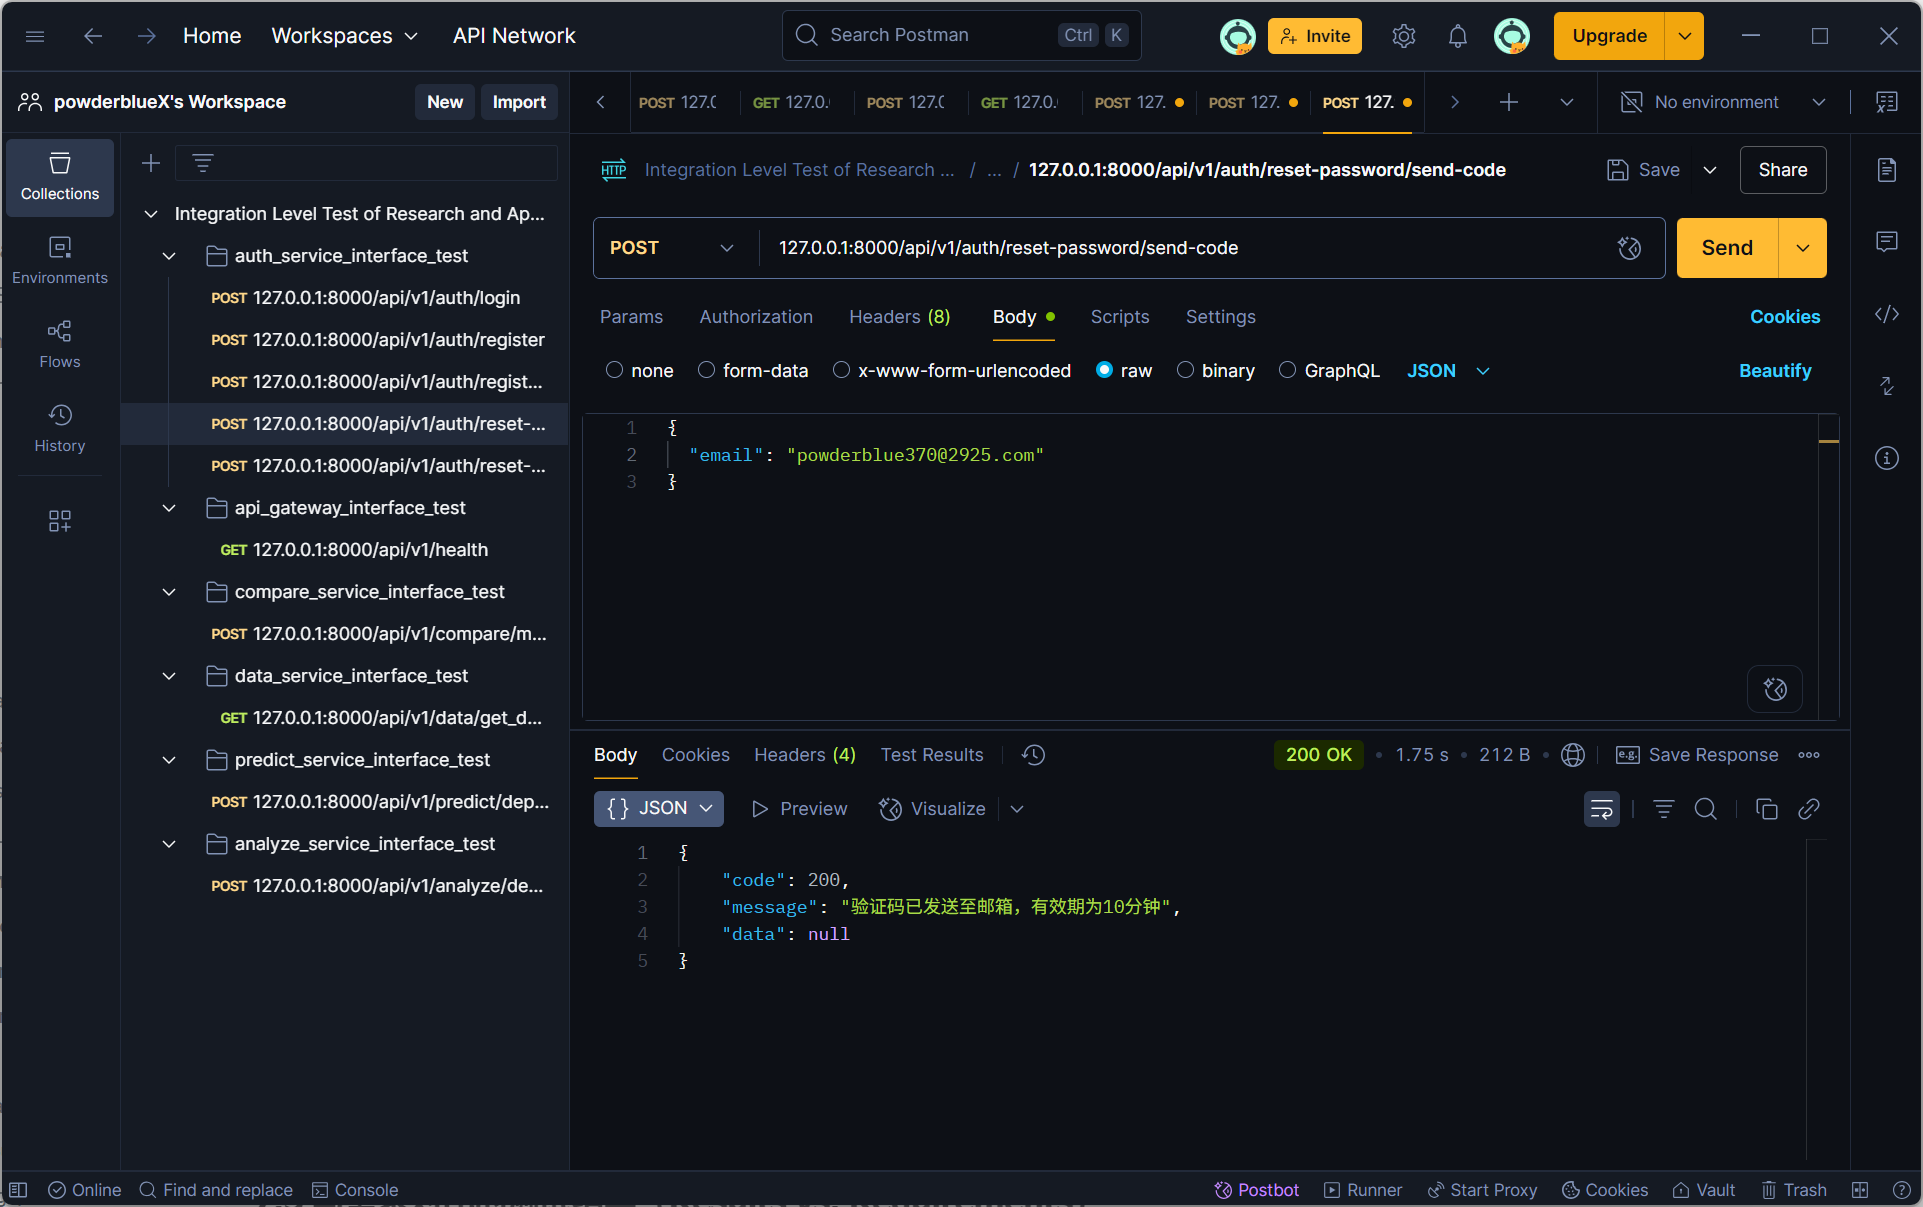 Home Workspaces API Network Search Postman Ctrl K Invite Upgrade
powderblueX's Workspace New Import POST 127.0 GET 127.0. POST 127.0 GET 127.0. POST 127. POST 127. POST 127. No environment
Collections
Environments
Flows
History
Integration Level Test of Research and Ap...
auth_service_interface_test
POST 127.0.0.1:8000/api/v1/auth/login
POST 127.0.0.1:8000/api/v1/auth/register
POST 127.0.0.1:8000/api/v1/auth/regist...
POST 127.0.0.1:8000/api/v1/auth/reset-...
POST 127.0.0.1:8000/api/v1/auth/reset-...
api_gateway_interface_test
GET 127.0.0.1:8000/api/v1/health
compare_service_interface_test
POST 127.0.0.1:8000/api/v1/compare/m...
data_service_interface_test
GET 127.0.0.1:8000/api/v1/data/get_d...
predict_service_interface_test
POST 127.0.0.1:8000/api/v1/predict/dep...
analyze_service_interface_test
POST 127.0.0.1:8000/api/v1/analyze/de...
HTTP Integration Level Test of Research ... / ... / 127.0.0.1:8000/api/v1/auth/reset-password/send-code Save Share
POST 127.0.0.1:8000/api/v1/auth/reset-password/send-code Send
Params Authorization Headers (8) Body Scripts Settings Cookies
none form-data x-www-form-urlencoded raw binary GraphQL JSON Beautify
1 {
2 "email": "powderblue370@2925.com"
3 }
Body Cookies Headers (4) Test Results 200 OK • 1.75 s • 212 B • e.g. Save Response
{} JSON Preview Visualize
1 {
2 "code": 200,
3 "message": "验证码已发送至邮箱，有效期为10分钟",
4 "data": null
5 }
Online Find and replace Console Postbot Runner Start Proxy Cookies Vault Trash